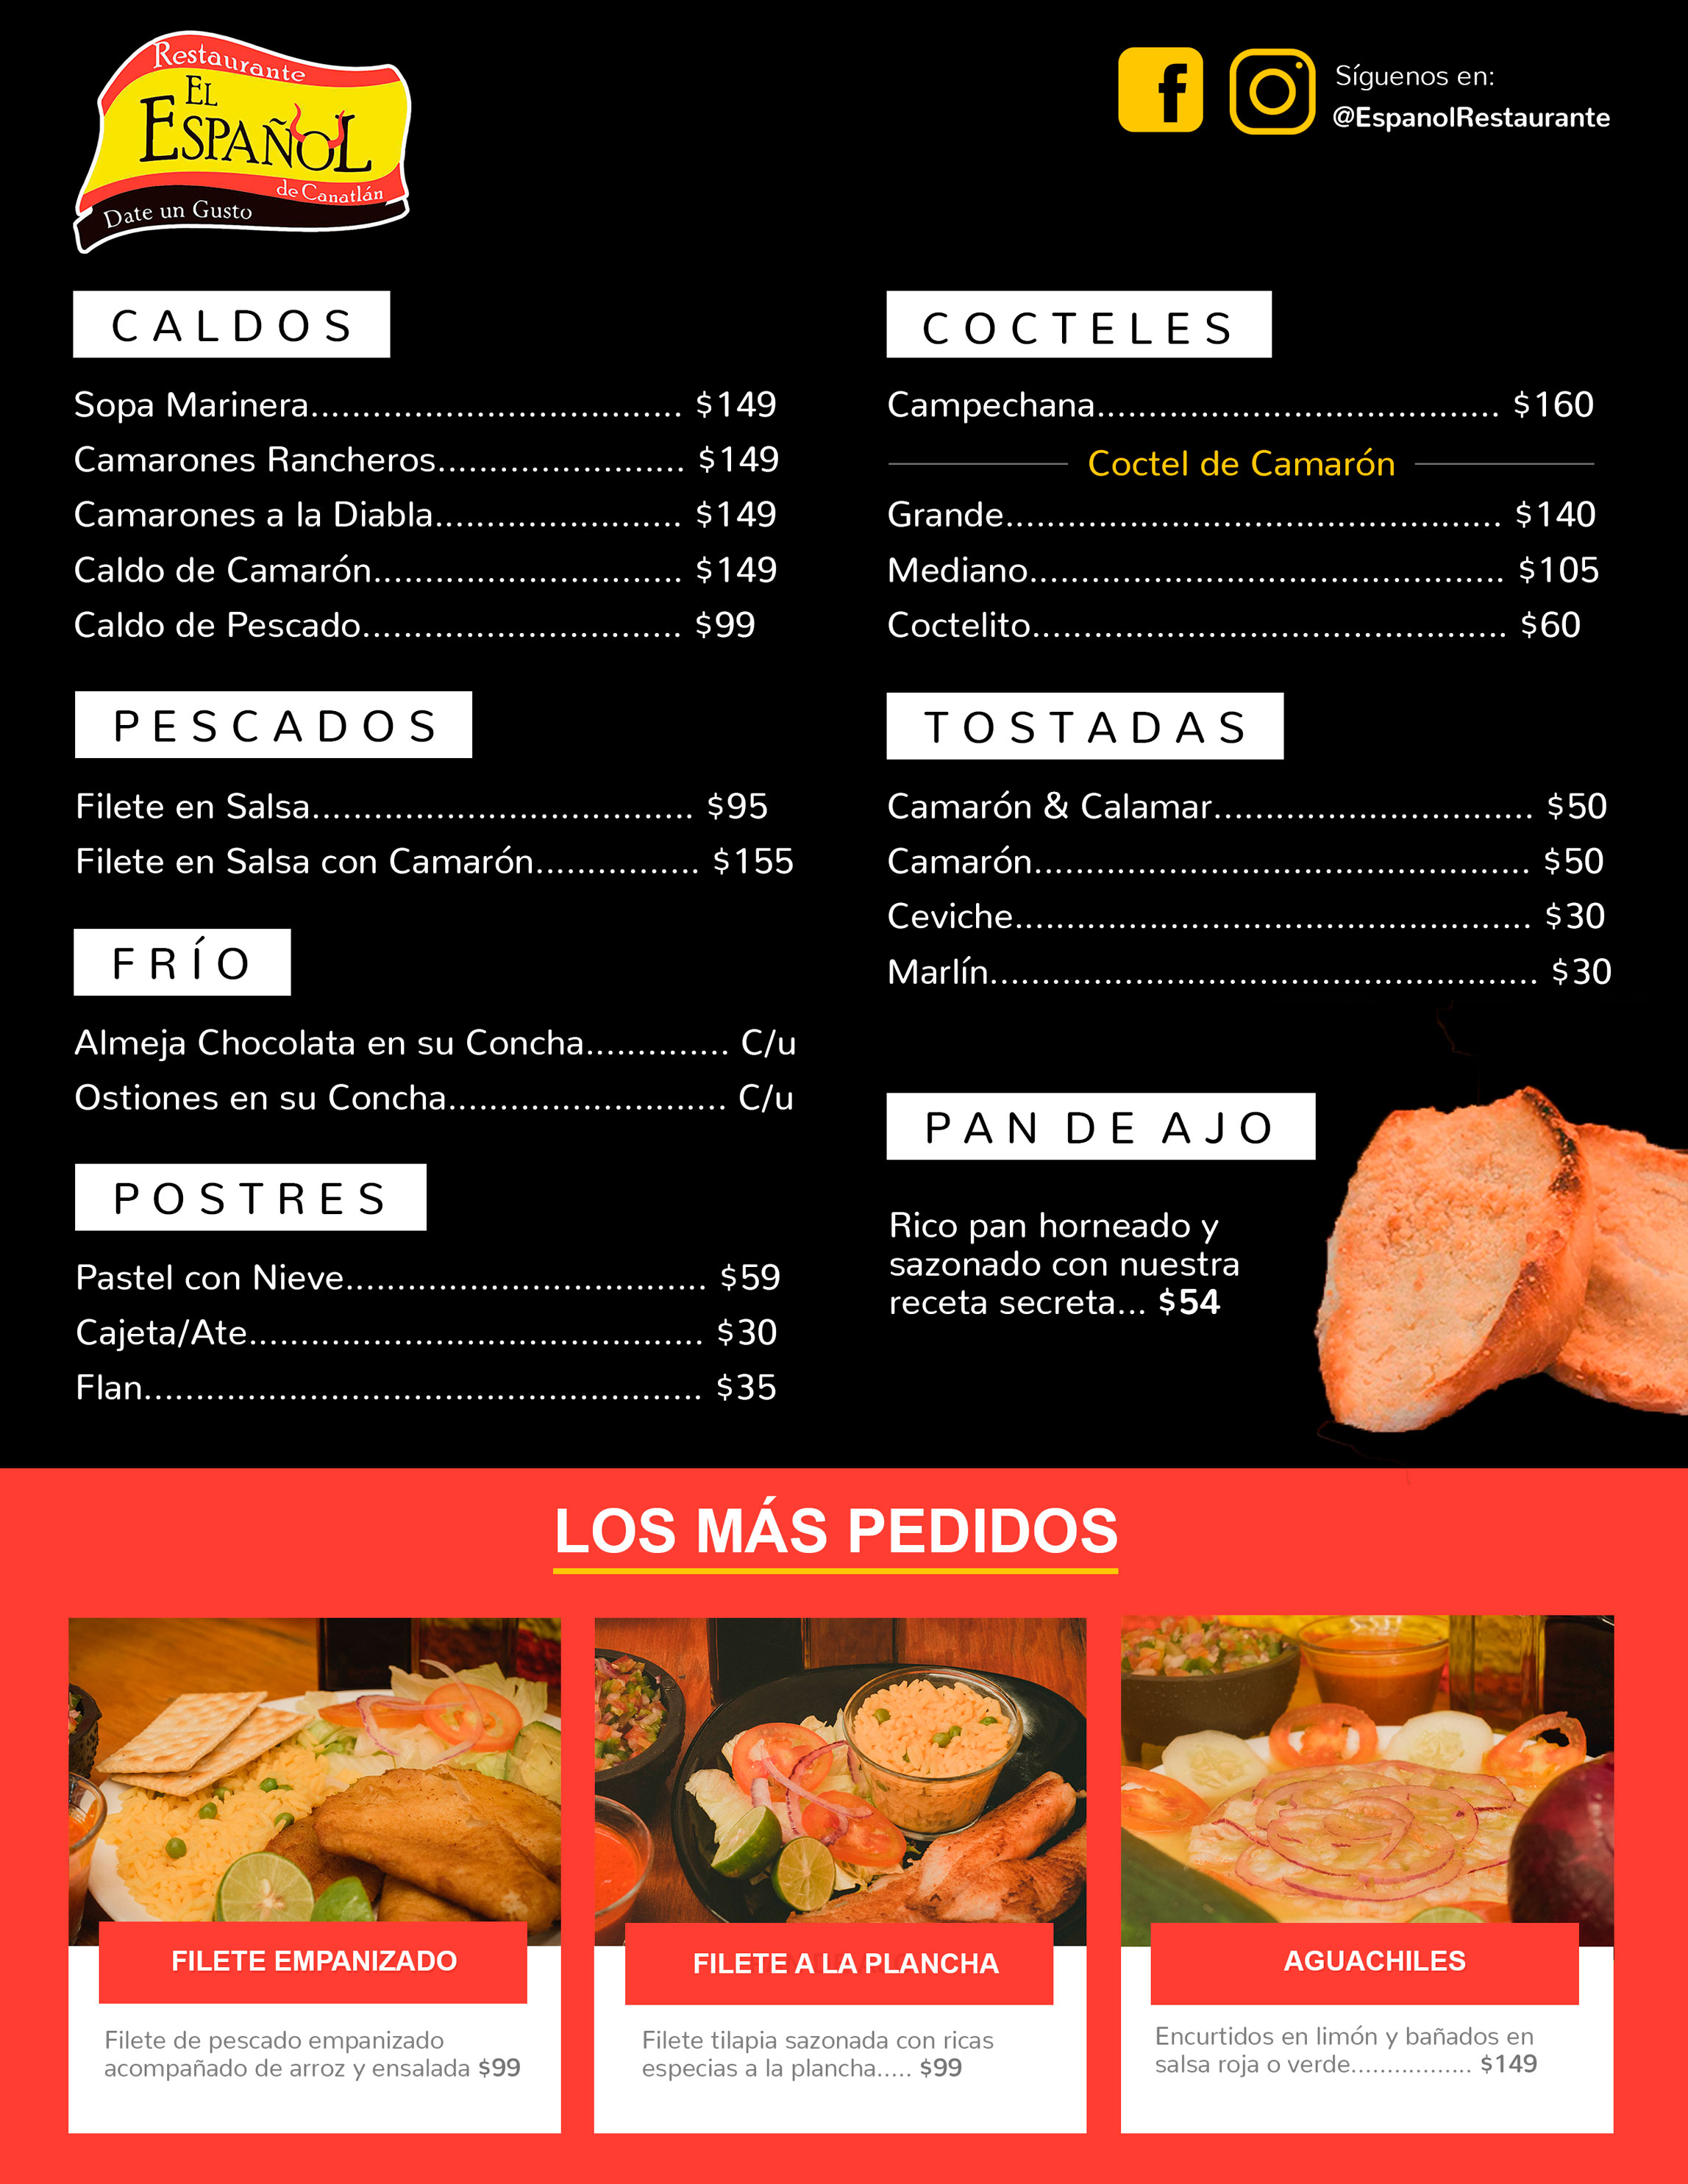 Restaurante
EL
ESPAÑOL
de Canatlán
Date un Gusto
Síguenos en:
@EspanolRestaurante
CALDOS
Sopa Marinera.................................... $149
Camarones Rancheros........................ $149
Camarones a la Diabla........................ $149
Caldo de Camarón.............................. $149
Caldo de Pescado............................... $99
PESCADOS
Filete en Salsa..................................... $95
Filete en Salsa con Camarón................ $155
FRÍO
Almeja Chocolata en su Concha.............. C/u
Ostiones en su Concha........................... C/u
POSTRES
Pastel con Nieve................................... $59
Cajeta/Ate............................................ $30
Flan...................................................... $35
COCTELES
Campechana....................................... $160
Coctel de Camarón
Grande................................................ $140
Mediano.............................................. $105
Coctelito.............................................. $60
TOSTADAS
Camarón & Calamar............................... $50
Camarón................................................ $50
Ceviche.................................................. $30
Marlín..................................................... $30
PAN DE AJO
Rico pan horneado y
sazonado con nuestra
receta secreta... $54
LOS MÁS PEDIDOS
FILETE EMPANIZADO
Filete de pescado empanizado
acompañado de arroz y ensalada $99
FILETE A LA PLANCHA
Filete tilapia sazonada con ricas
especias a la plancha..... $99
AGUACHILES
Encurtidos en limón y bañados en
salsa roja o verde................. $149